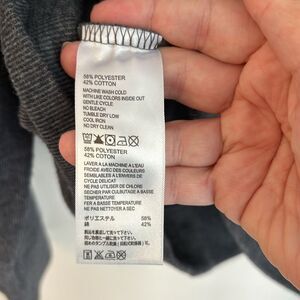 58% POLYESTER
42% COTTON
MACHINE WASH COLD
WITH LIKE COLORS INSIDE OUT
GENTLE CYCLE
NO BLEACH
TUMBLE DRY LOW
COOL IRON
NO DRY CLEAN
58% POLYESTER
42% COTON
LAVER A LA MACHINE A L'EAU
FROIDE AVEC DES COULEURS
SEMBLABLES A L'ENVERS EN
CYCLE DELICAT
NE PAS UTILISER DE CHLORE
SECHER PAR CULBUTAGE A BASSE
TEMPERATURE
FER A BASSE TEMPERATURE
NE PAS NETTOYER A SEC
ポリエステル 58%
綿 42%